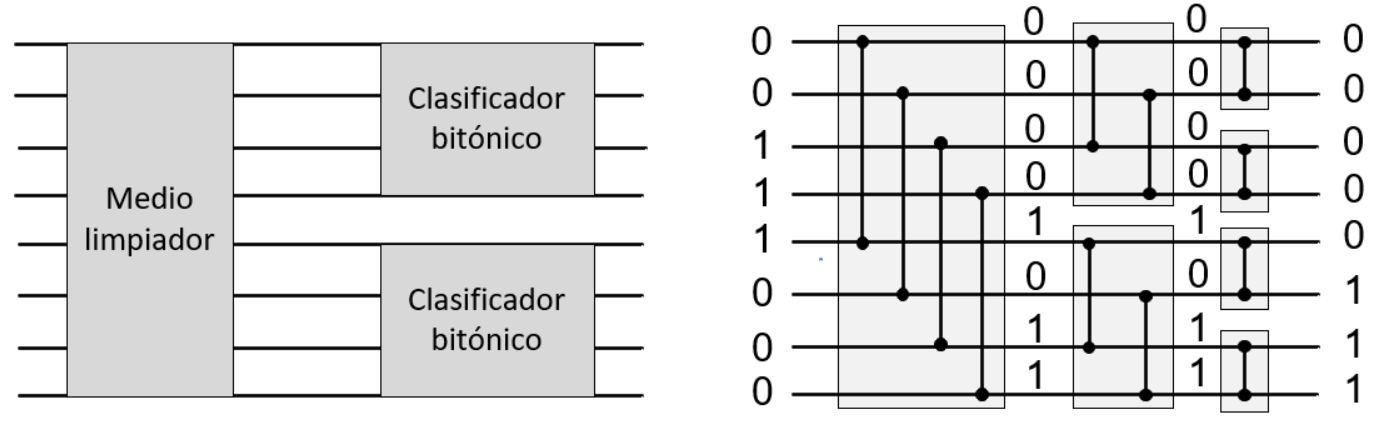 Medio
limpiador
Clasificador
bitónico
Clasificador
bitónico
0 0 0 0
0 0 0 0
1 0 0 0
1 0 0 0
1 1 1 0
0 0 0 1
0 1 1 1
0 1 1 1